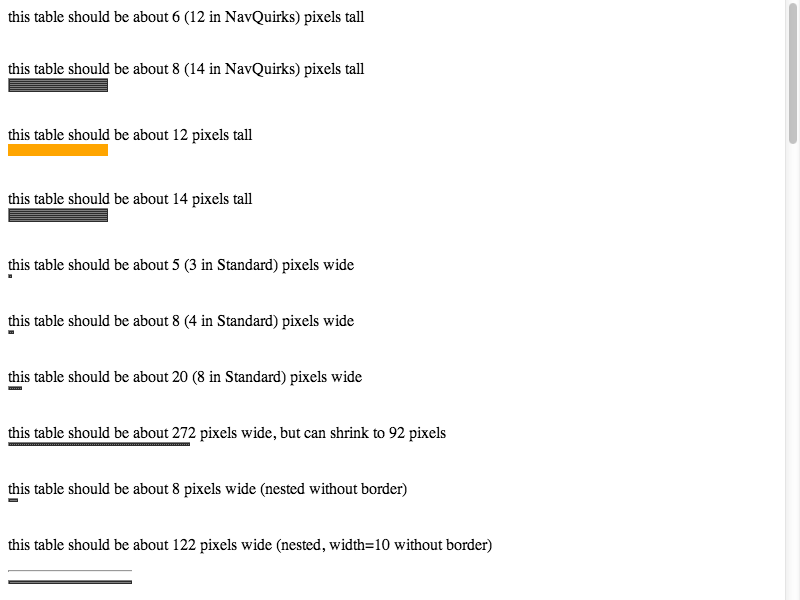 this table should be about 6 (12 in NavQuirks) pixels tall
this table should be about 8 (14 in NavQuirks) pixels tall
this table should be about 12 pixels tall
this table should be about 14 pixels tall
this table should be about 5 (3 in Standard) pixels wide
this table should be about 8 (4 in Standard) pixels wide
this table should be about 20 (8 in Standard) pixels wide
this table should be about 272 pixels wide, but can shrink to 92 pixels
this table should be about 8 pixels wide (nested without border)
this table should be about 122 pixels wide (nested, width=10 without border)